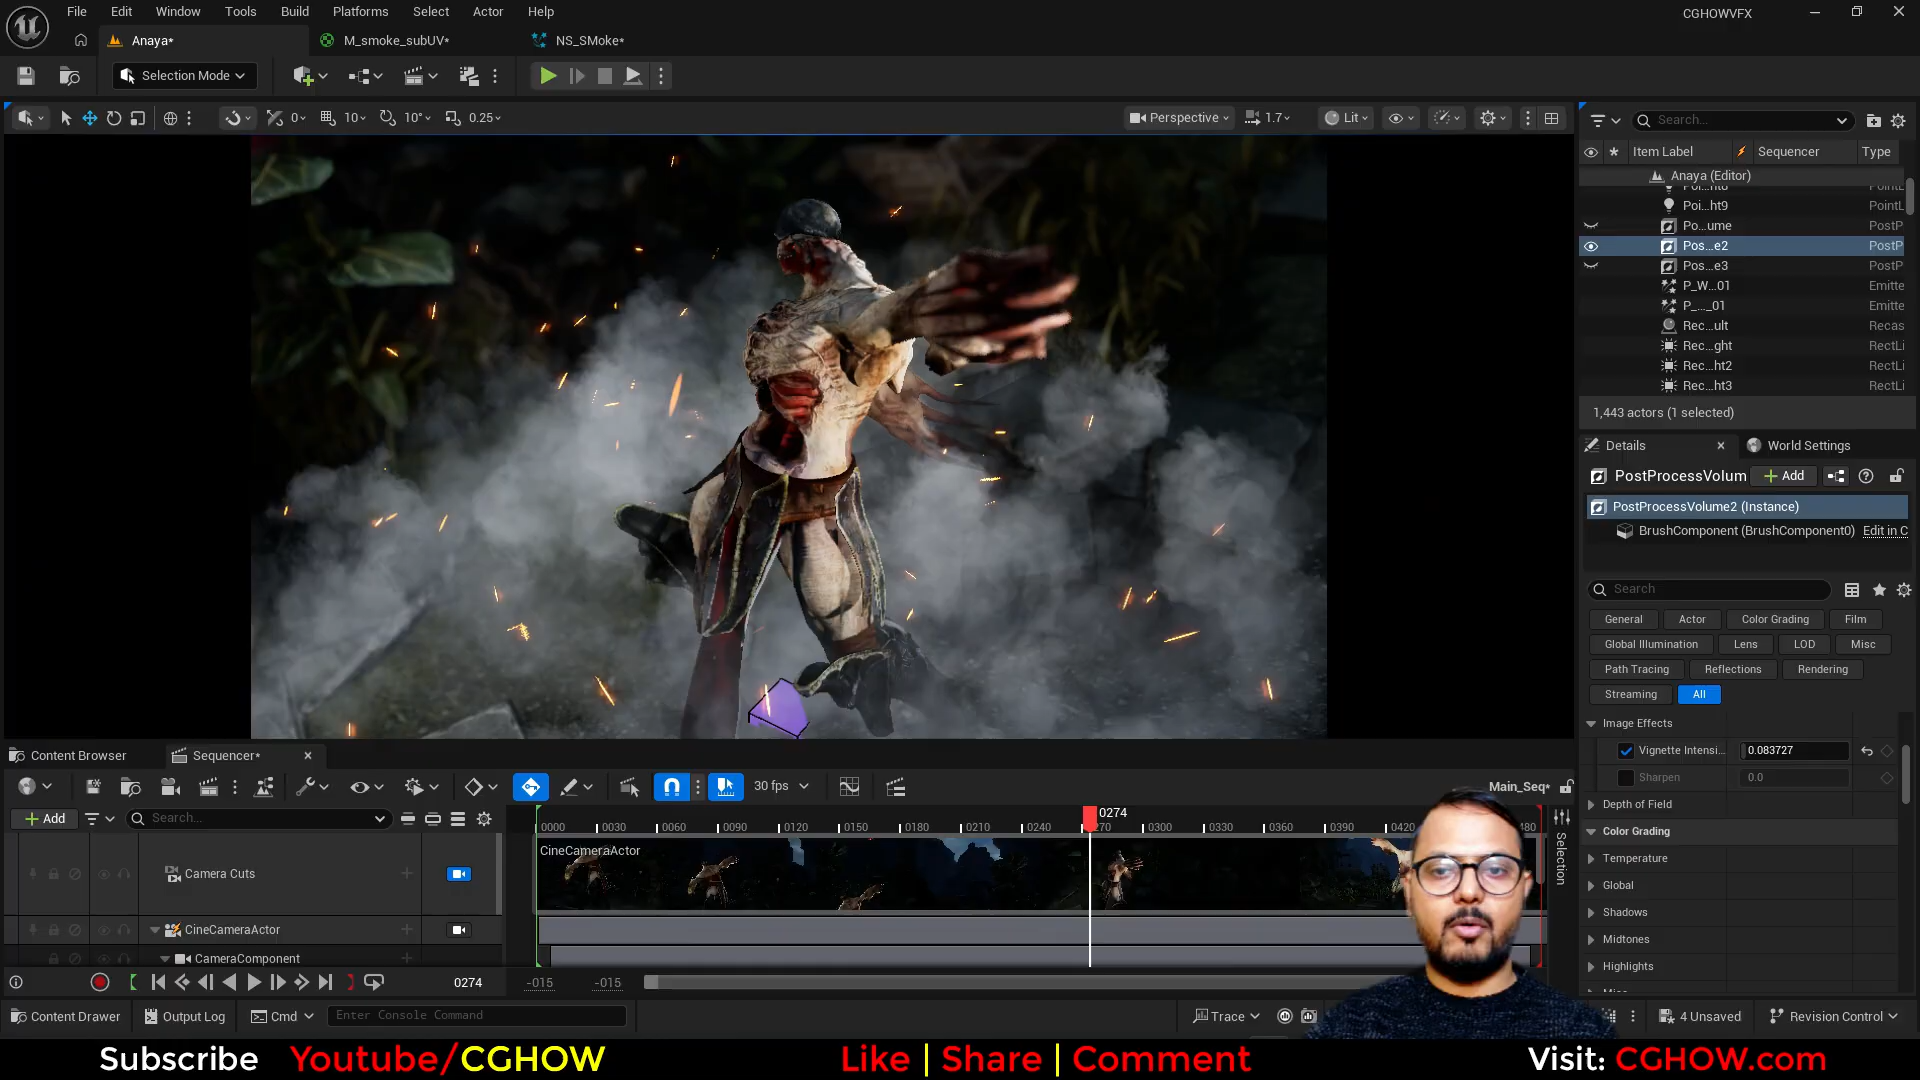 File Edit Window Tools Build Platforms Select Actor Help
CGHOWVFX
Anaya* M_smoke_subUV* NS_SMoke*
Selection Mode
0 10 10° 0.25
Perspective 1.7 Lit
Search...
Item Label Sequencer Type
Anaya (Editor)
Poi...ht9 PointL
Po...ume PostP
Pos...e2 PostP
Pos...e3 PostP
P_W...01 Emitte
P_..._01 Emitte
Rec...ult Recas
Rec...ght RectLi
Rec...ht2 RectLi
Rec...ht3 RectLi
1,443 actors (1 selected)
Details World Settings
PostProcessVolum Add
PostProcessVolume2 (Instance)
BrushComponent (BrushComponent0) Edit in C
Search
General Actor Color Grading Film
Global Illumination Lens LOD Misc
Path Tracing Reflections Rendering
Streaming All
Image Effects
Vignette Intensi... 0.083727
Sharpen 0.0
Depth of Field
Color Grading
Temperature
Global
Shadows
Midtones
Highlights
Content Browser Sequencer*
30 fps Main_Seq*
Add Search...
0274
0000 0030 0060 0090 0120 0150 0180 0210 0240 270 0300 0330 0360 0390 0420 480
CineCameraActor
Selection
Camera Cuts
CineCameraActor
CameraComponent
0274 -015 -015
Content Drawer Output Log Cmd Enter Console Command Trace 4 Unsaved Revision Control
Subscribe Youtube/CGHOW Like | Share | Comment Visit: CGHOW.com